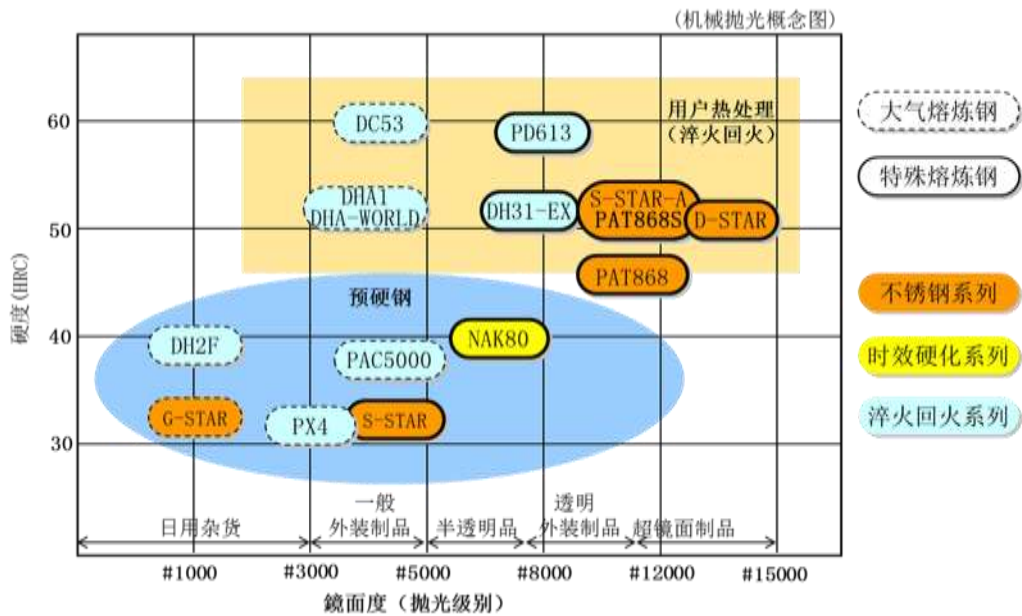 (机械抛光概念图)
用户热处理
（淬火回火）
大气熔炼钢
特殊熔炼钢
不锈钢系列
时效硬化系列
淬火回火系列
硬度(HRC)
60
50
40
30
DC53
PD613
DHA1
DHA-WORLD
DH31-EX
S-STAR-A
PAT868S
D-STAR
PAT868
预硬钢
DH2F
PAC5000
NAK80
G-STAR
PX4
S-STAR
日用杂货
一般
外装制品
半透明品
透明
外装制品
超镜面制品
#1000
#3000
#5000
#8000
#12000
#15000
鏡面度（抛光级别）